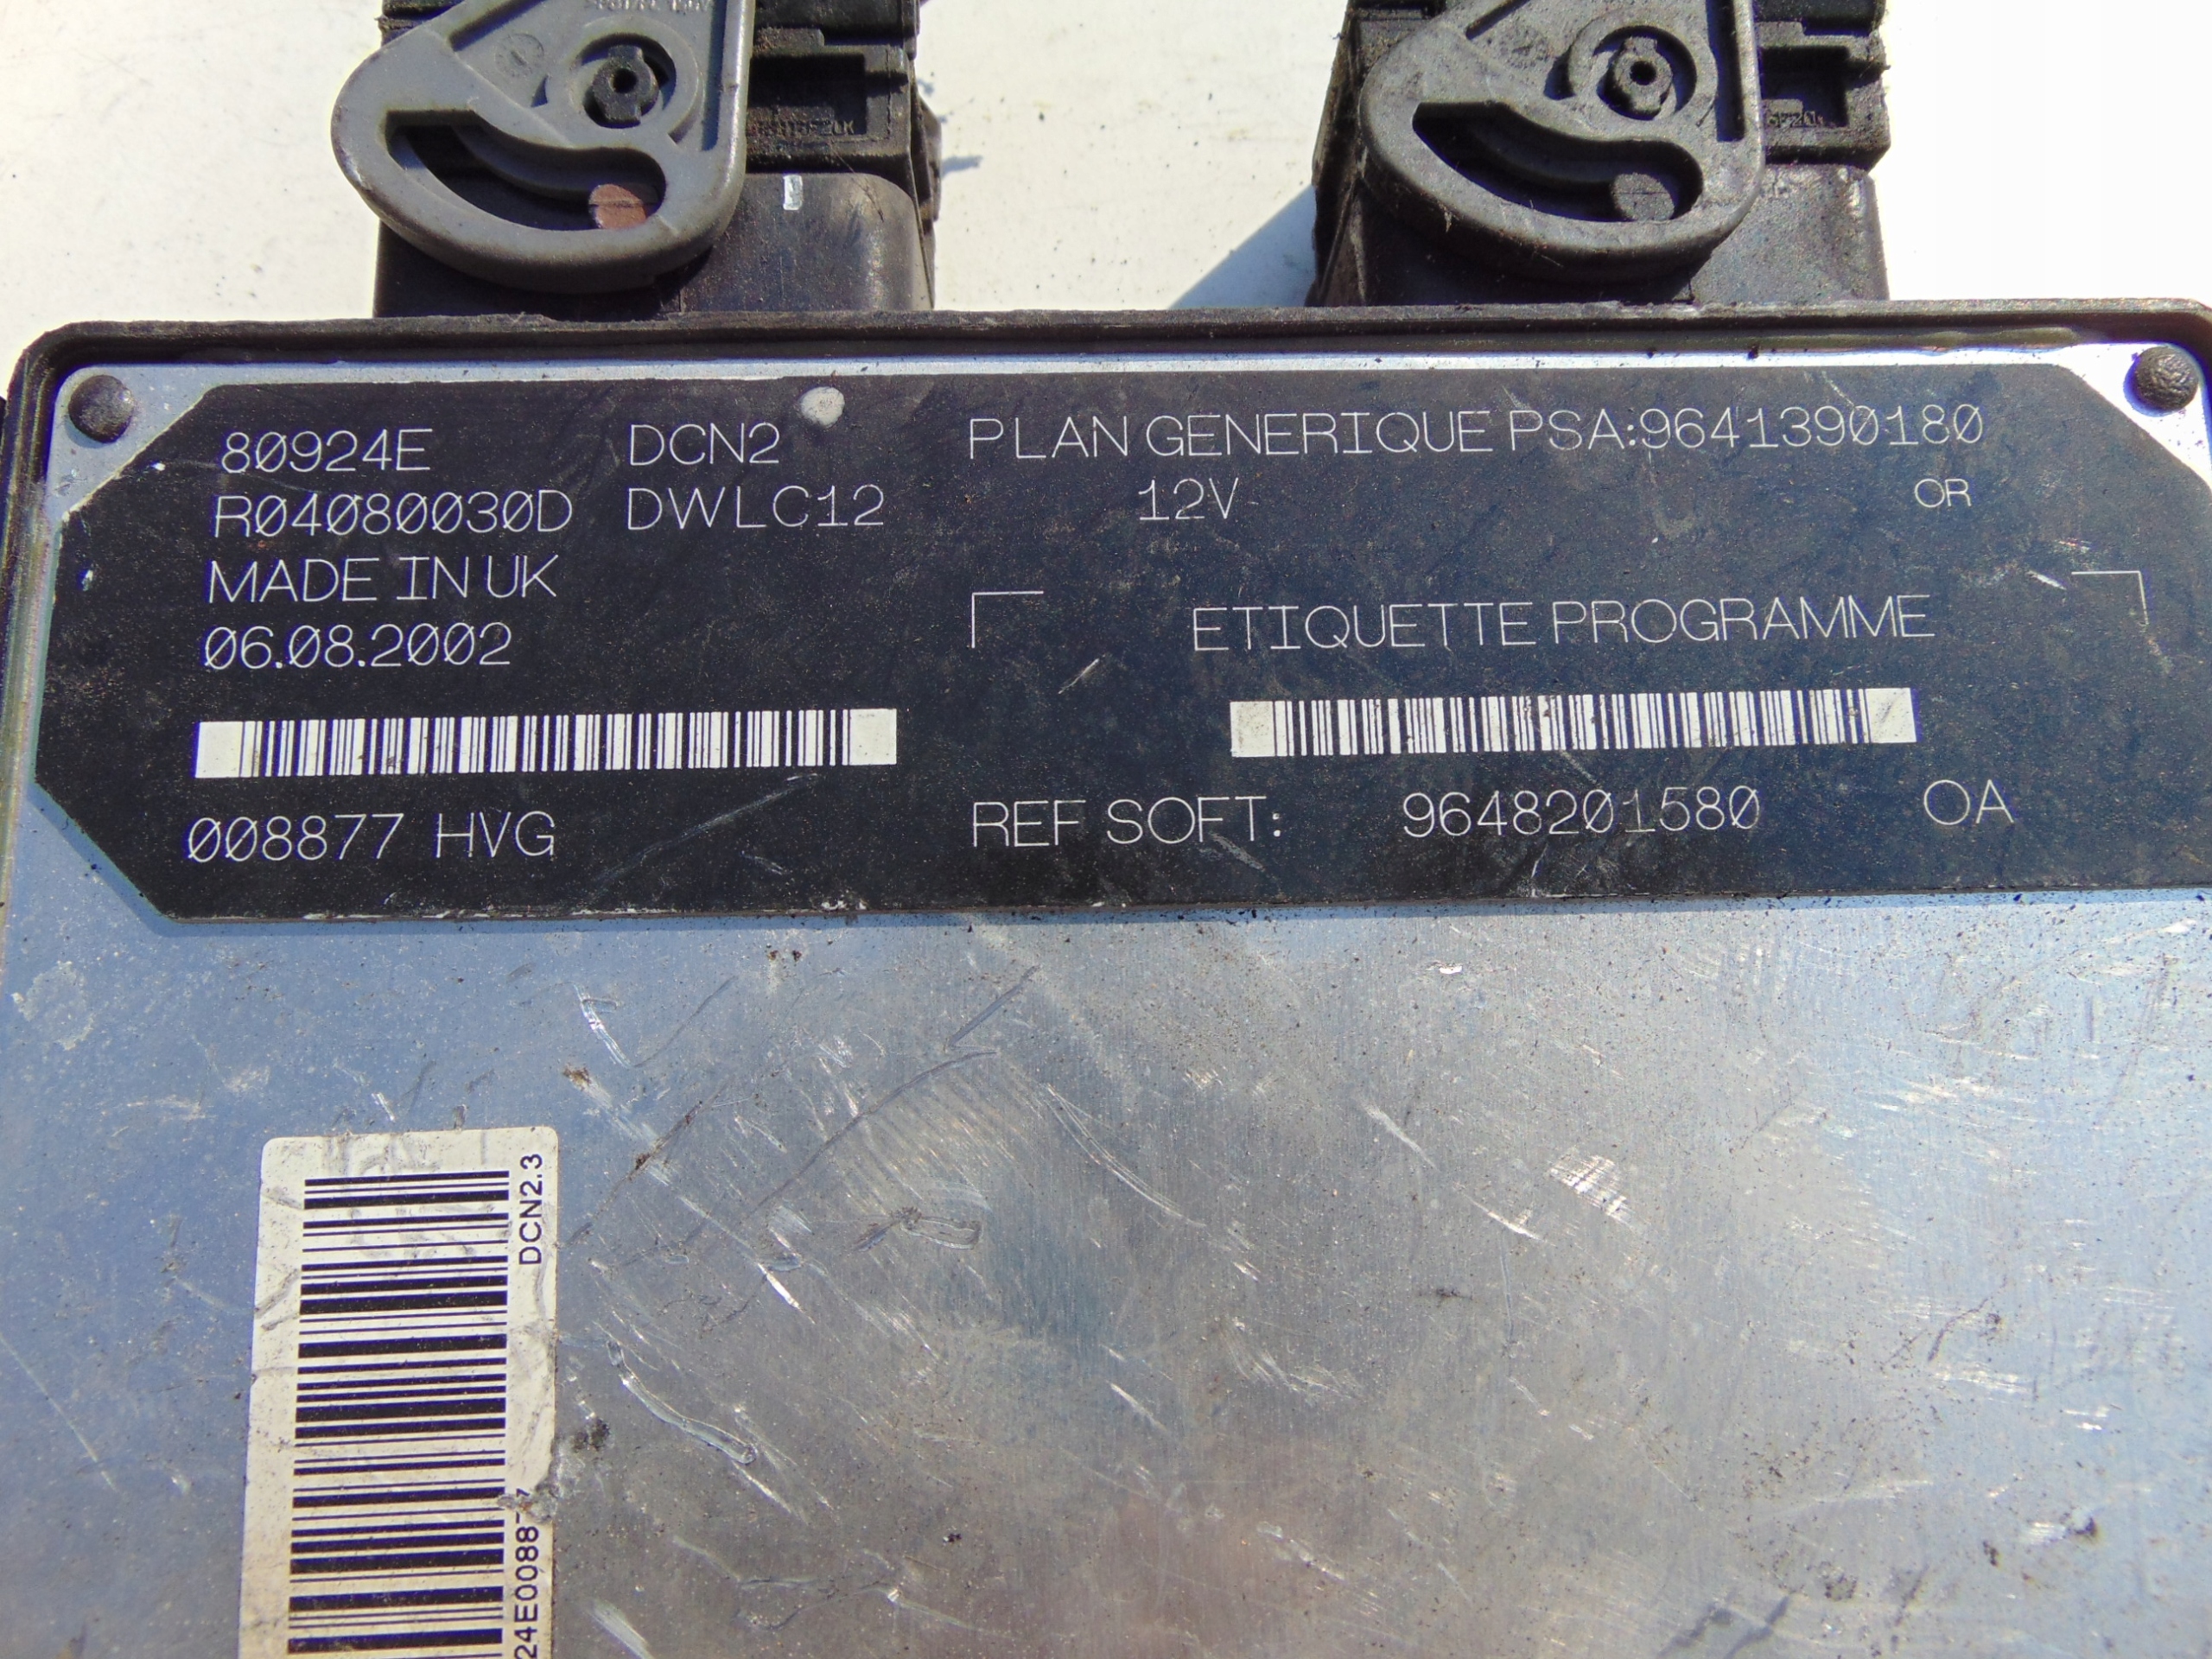 80924E DCN2 PLAN GENERIQUE PSA:9641390180
R04080030D DWLC12 12V OR
MADE IN UK
06.08.2002
ETIQUETTE PROGRAMME
008877 HVG
REF SOFT: 9648201580 OA
DCN2.3